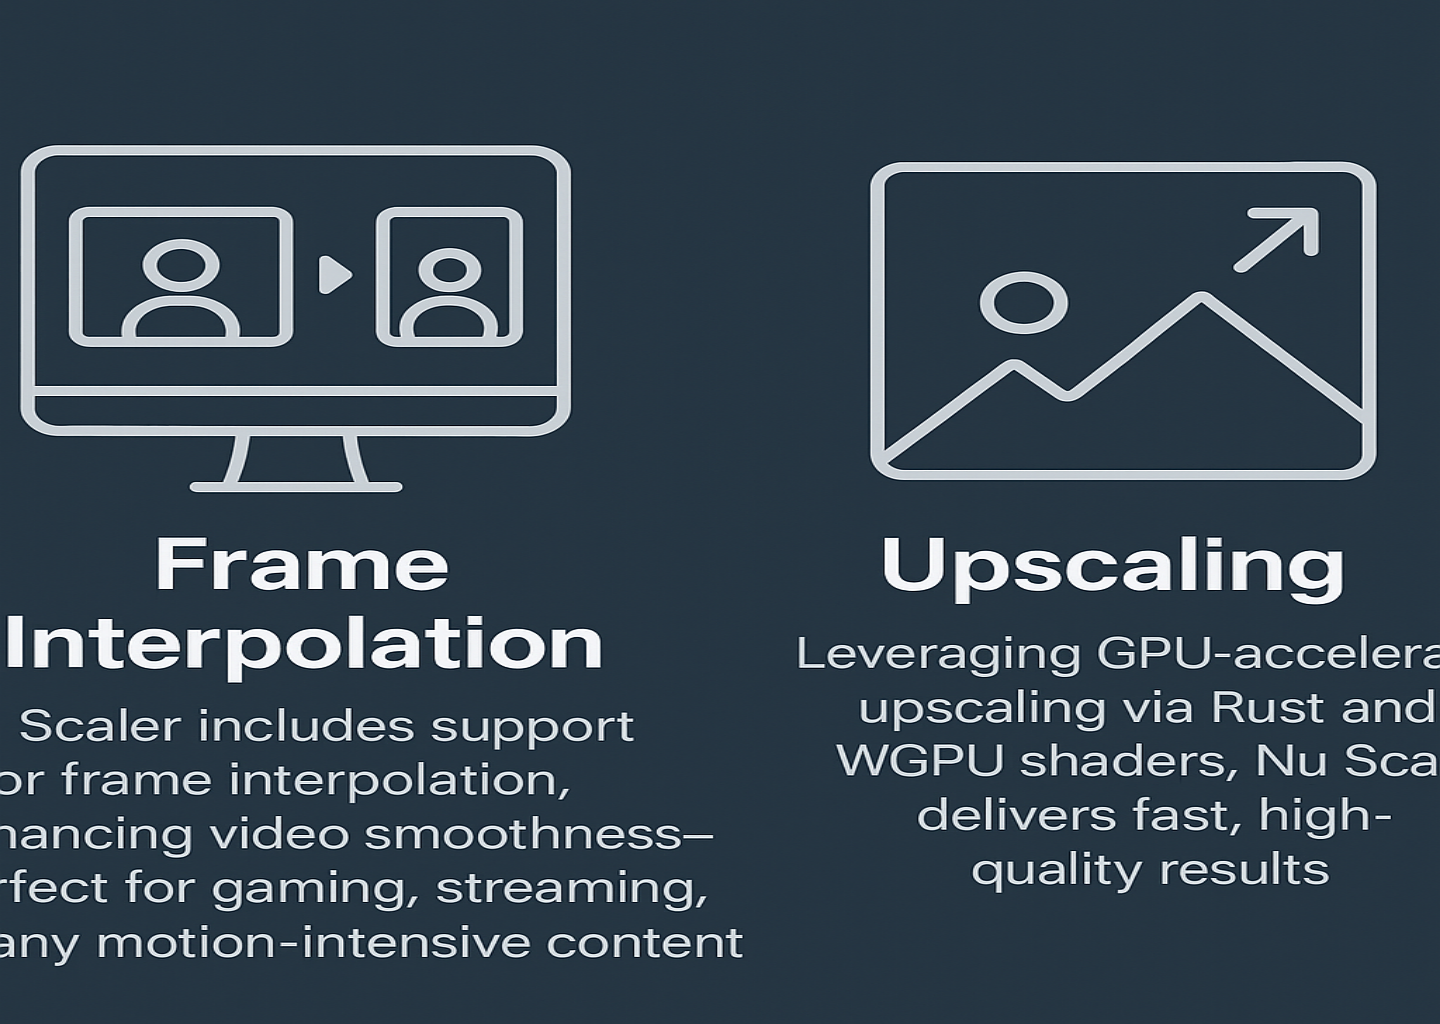 Frame
Interpolation
Scaler includes support
or frame interpolation,
hancing video smoothness—
rfect for gaming, streaming,
any motion-intensive content
Upscaling
Leveraging GPU-accelera
upscaling via Rust and
WGPU shaders, Nu Sca
delivers fast, high-
quality results